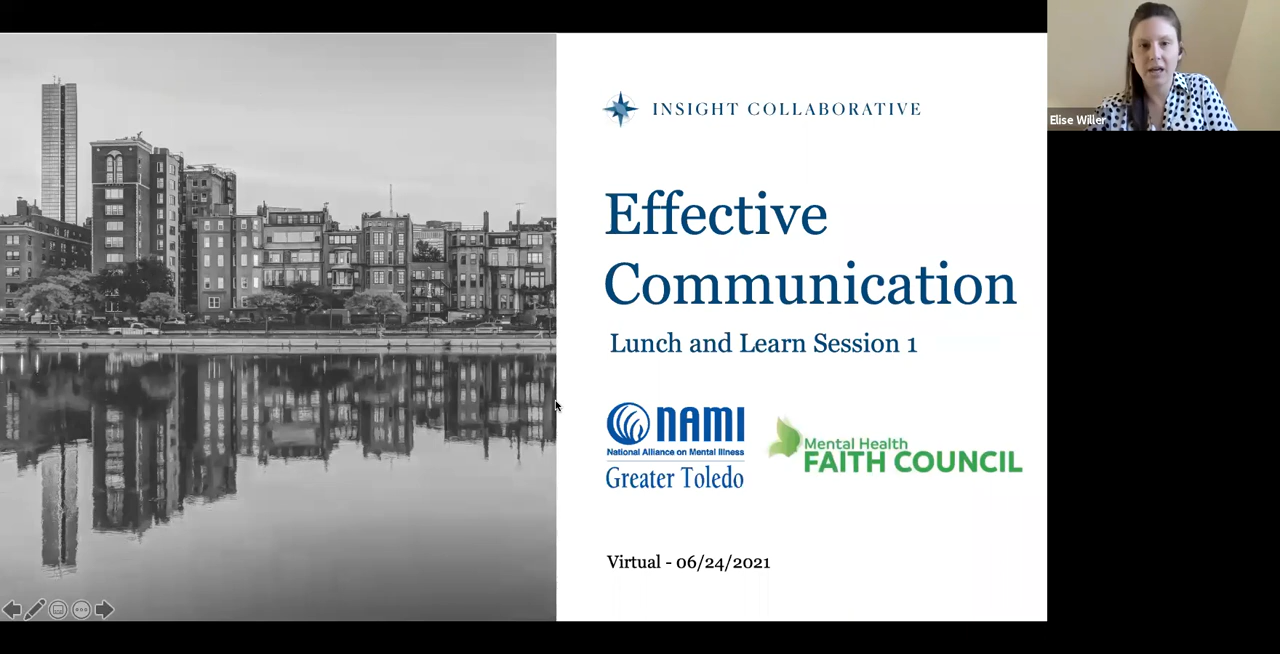 INSIGHT COLLABORATIVE
Elise Willer
Effective
Communication
Lunch and Learn Session 1
NAMI
National Alliance on Mental Illness
Greater Toledo
Mental Health
FAITH COUNCIL
Virtual - 06/24/2021